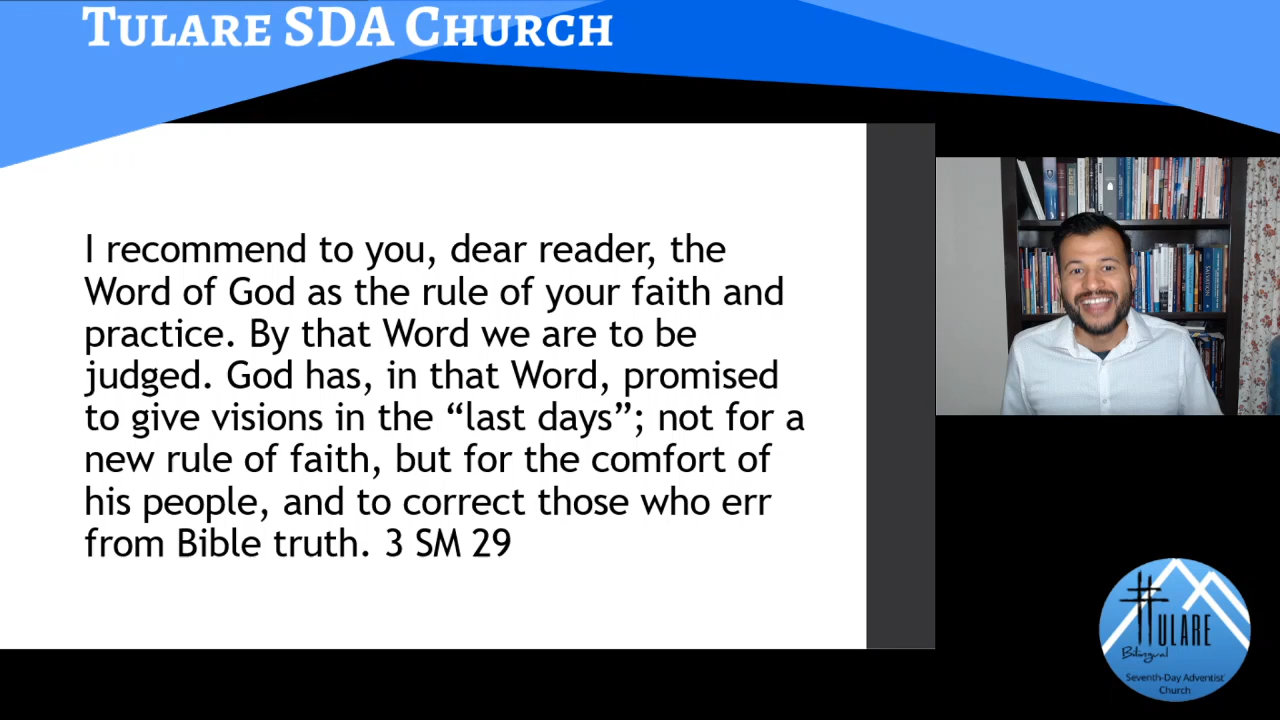 Tulare SDA Church
I recommend to you, dear reader, the
Word of God as the rule of your faith and
practice. By that Word we are to be
judged. God has, in that Word, promised
to give visions in the “last days”; not for a
new rule of faith, but for the comfort of
his people, and to correct those who err
from Bible truth. 3 SM 29
SALVATION
TULARE
Bilingual
Seventh-Day Adventist
Church